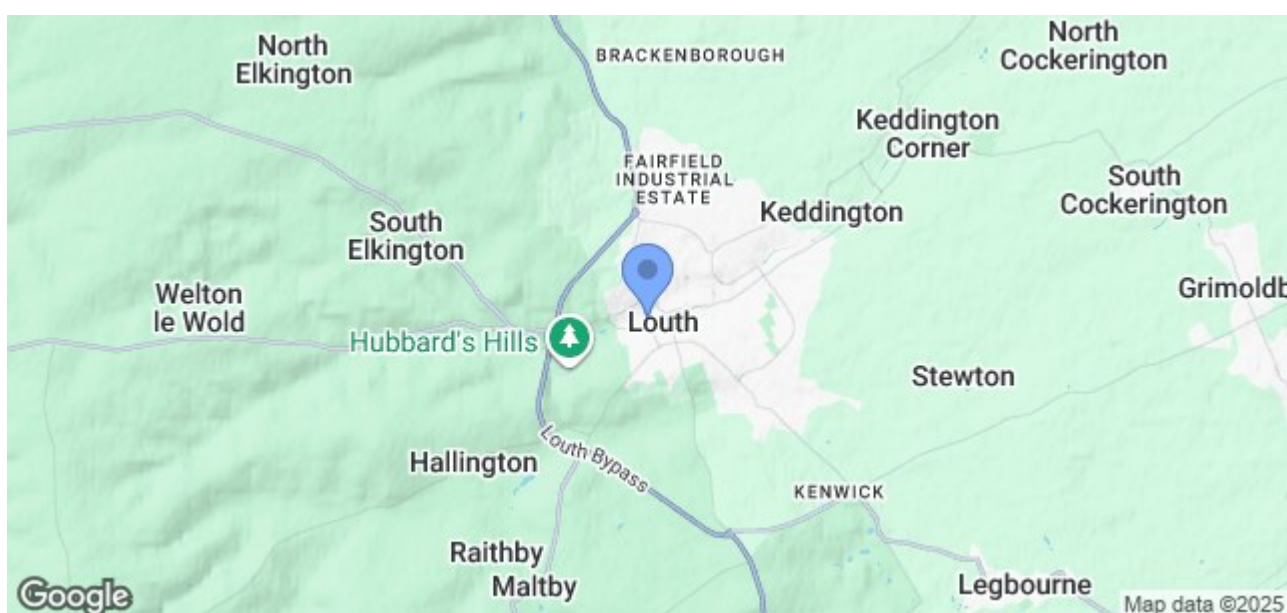 North
Elkington
BRACKENBOROUGH
North
Cockerington
Keddington
Corner
FAIRFIELD
INDUSTRIAL
ESTATE
South
Cockerington
Keddington
South
Elkington
Welton
le Wold
Grimoldb
Louth
Hubbard's Hills
Stewton
Louth Bypass
Hallington
KENWICK
Raithby
Maltby
Legbourne
Google
Map data ©2025